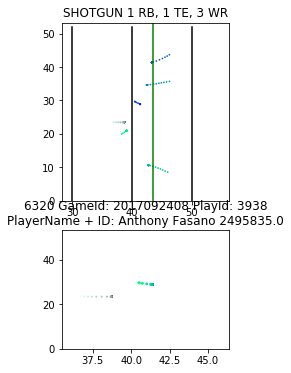 SHOTGUN 1 RB, 1 TE, 3 WR
50
40
30
20
10
0
30 40 50
6320 GameId: 2017092408 PlayId: 3938
PlayerName + ID: Anthony Fasano 2495835.0
40
20
0
37.5 40.0 42.5 45.0